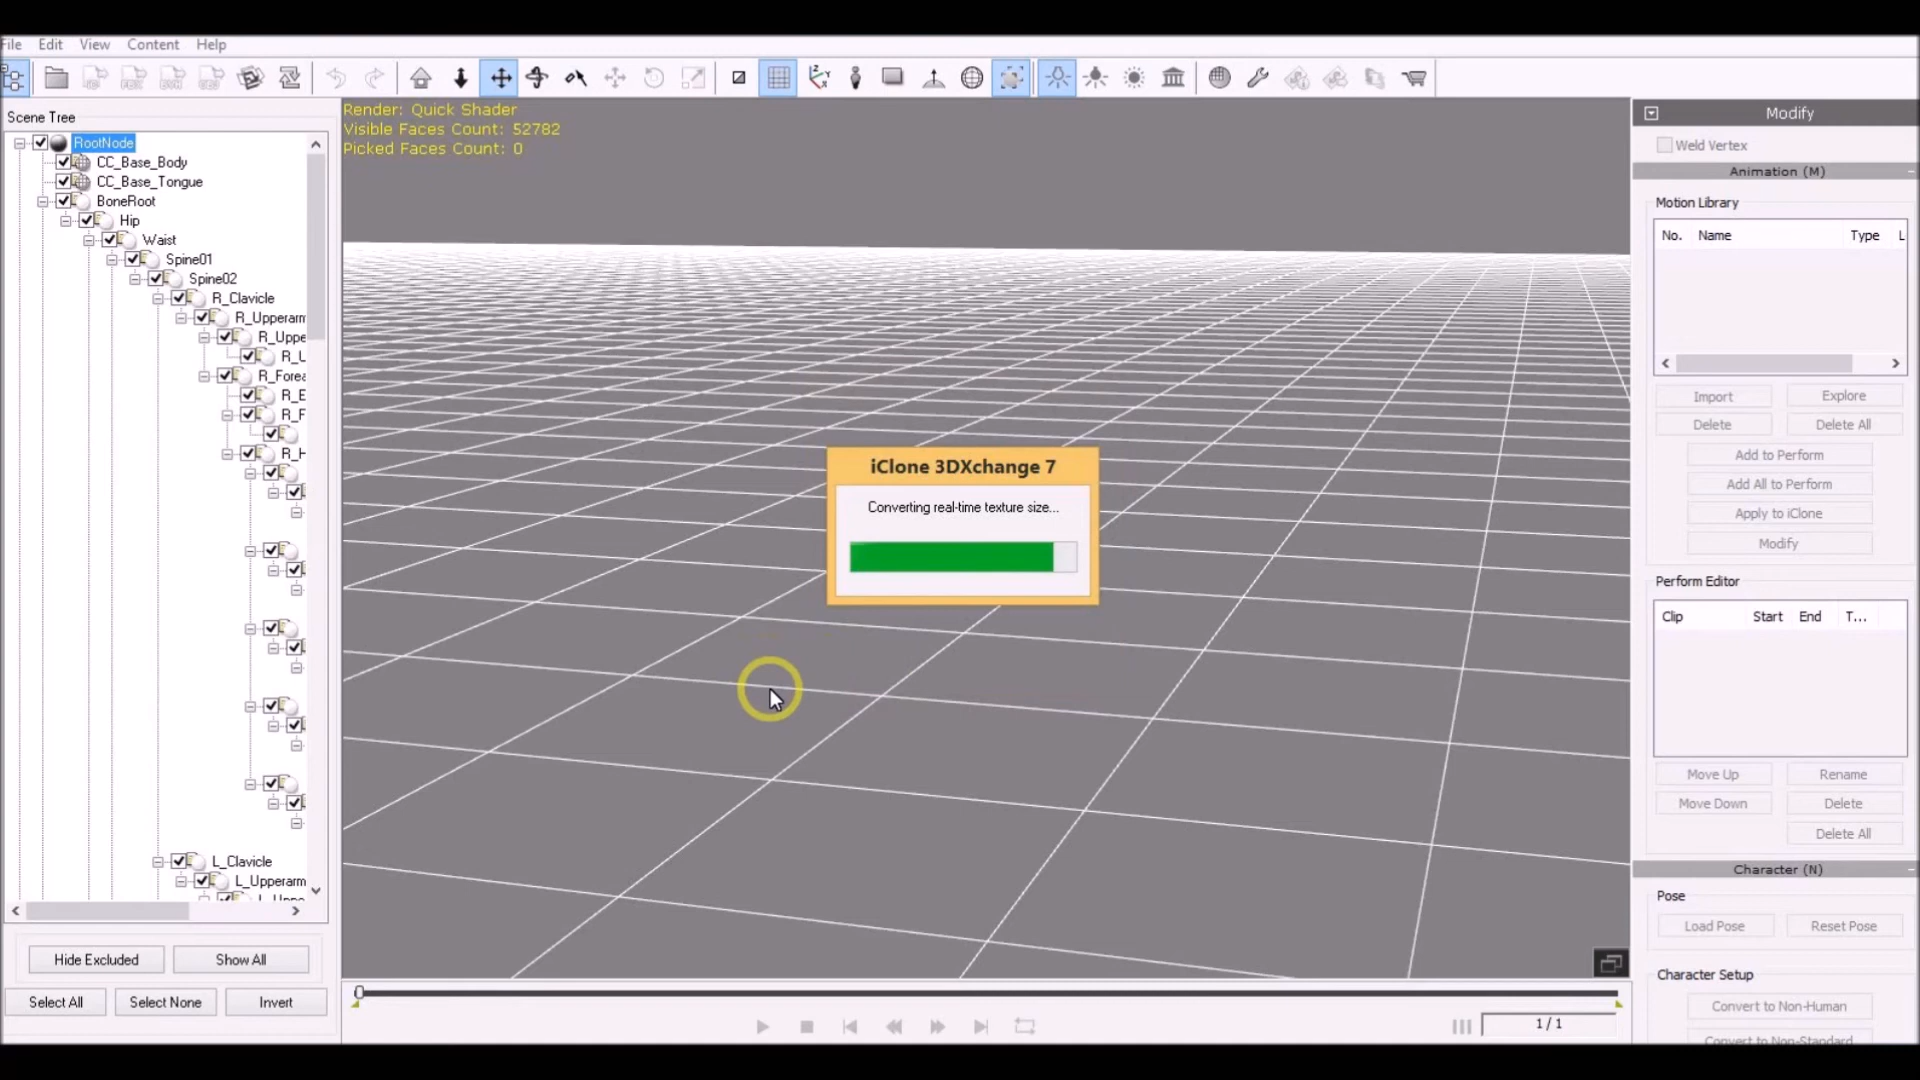 File Edit View Content Help
Scene Tree
RootNode
CC_Base_Body
CC_Base_Tongue
BoneRoot
Hip
Waist
Spine01
Spine02
R_Clavicle
R_Upperarm
R_Uppe
R_U
R_Forea
R_E
R_F
R_H
L_Clavicle
L_Upperarm
Hide Excluded Show All
Select All Select None Invert
Render: Quick Shader
Visible Faces Count: 52782
Picked Faces Count: 0
iClone 3DXchange 7
Converting real-time texture size...
1 / 1
Modify
Weld Vertex
Animation (M)
Motion Library
No. Name Type L
Import Explore
Delete Delete All
Add to Perform
Add All to Perform
Apply to iClone
Modify
Perform Editor
Clip Start End T...
Move Up Rename
Move Down Delete
Delete All
Character (N)
Pose
Load Pose Reset Pose
Character Setup
Convert to Non-Human
Convert to Non-Standard